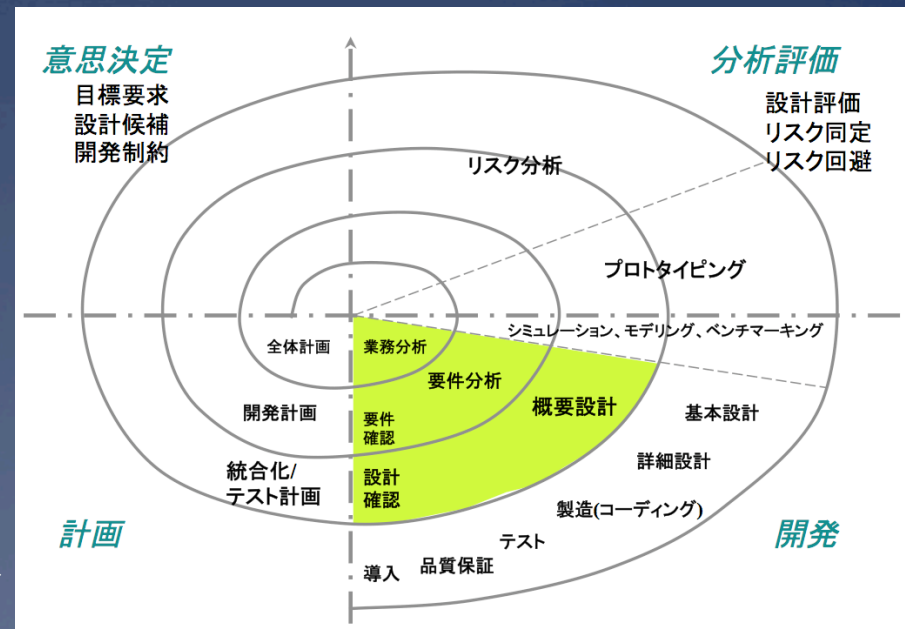 意思決定
目標要求
設計候補
開発制約
分析評価
設計評価
リスク同定
リスク回避
リスク分析
プロトタイピング
シミュレーション、モデリング、ベンチマーキング
全体計画
業務分析
要件分析
開発計画
要件
確認
概要設計
基本設計
統合化/
テスト計画
設計
確認
詳細設計
製造(コーディング)
計画
開発
テスト
品質保証
導入